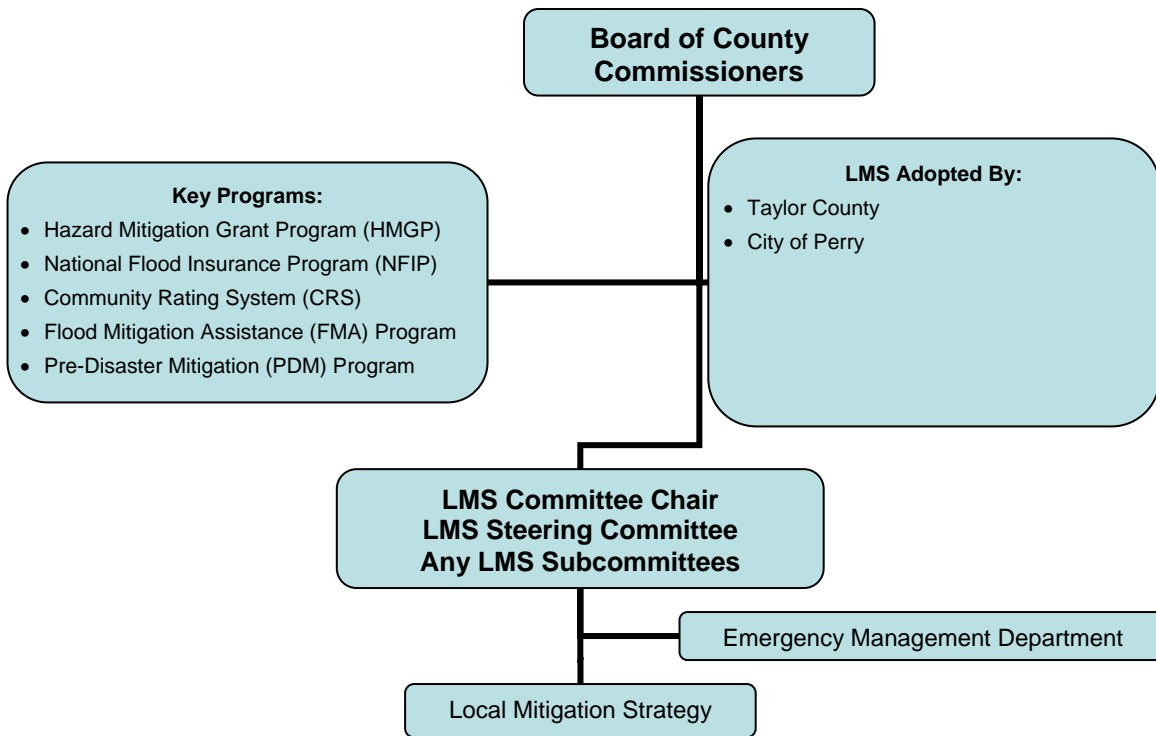 Board of County
Commissioners
Key Programs:
• Hazard Mitigation Grant Program (HMGP)
• National Flood Insurance Program (NFIP)
• Community Rating System (CRS)
• Flood Mitigation Assistance (FMA) Program
• Pre-Disaster Mitigation (PDM) Program
LMS Adopted By:
• Taylor County
• City of Perry
LMS Committee Chair
LMS Steering Committee
Any LMS Subcommittees
Emergency Management Department
Local Mitigation Strategy